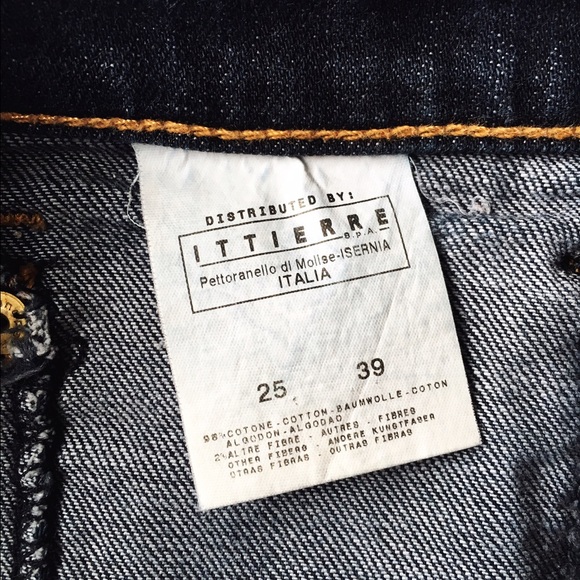 DISTRIBUTED BY:
ITTIERRE
S.P.A.
Pettoranello di Molise-ISERNIA
ITALIA
25 39
98%COTONE-COTTON-BAUMWOLLE-COTON
ALGODON-ALGODAO
2%ALTRE FIBRE - AUTRES - FIBRES
OTHER FIBERS - ANDERE KUNSTFASER
OTRAS FIBRAS - OUTRAS FIBRAS